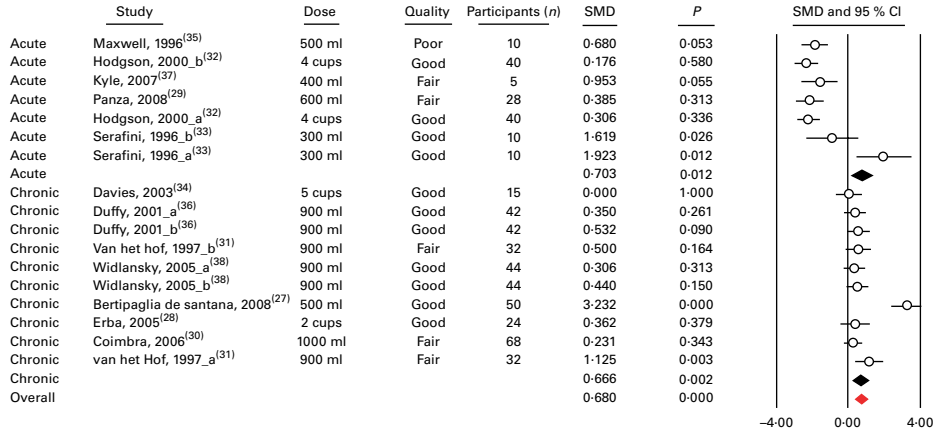 Study Dose Quality Participants (n) SMD P SMD and 95 % CI
Acute Maxwell, 1996(35) 500 ml Poor 10 0·680 0·053
Acute Hodgson, 2000_b(32) 4 cups Good 40 0·176 0·580
Acute Kyle, 2007(37) 400 ml Fair 5 0·953 0·055
Acute Panza, 2008(29) 600 ml Fair 28 0·385 0·313
Acute Hodgson, 2000_a(32) 4 cups Good 40 0·306 0·336
Acute Serafini, 1996_b(33) 300 ml Good 10 1·619 0·026
Acute Serafini, 1996_a(33) 300 ml Good 10 1·923 0·012
Acute 0·703 0·012
Chronic Davies, 2003(34) 5 cups Good 15 0·000 1·000
Chronic Duffy, 2001_a(36) 900 ml Good 42 0·350 0·261
Chronic Duffy, 2001_b(36) 900 ml Good 42 0·532 0·090
Chronic Van het hof, 1997_b(31) 900 ml Fair 32 0·500 0·164
Chronic Widlansky, 2005_a(38) 900 ml Good 44 0·306 0·313
Chronic Widlansky, 2005_b(38) 900 ml Good 44 0·440 0·150
Chronic Bertipaglia de santana, 2008(27) 500 ml Good 50 3·232 0·000
Chronic Erba, 2005(28) 2 cups Good 24 0·362 0·379
Chronic Coimbra, 2006(30) 1000 ml Fair 68 0·231 0·343
Chronic van het Hof, 1997_a(31) 900 ml Fair 32 1·125 0·003
Chronic 0·666 0·002
Overall 0·680 0·000
–4·00 0·00 4·00